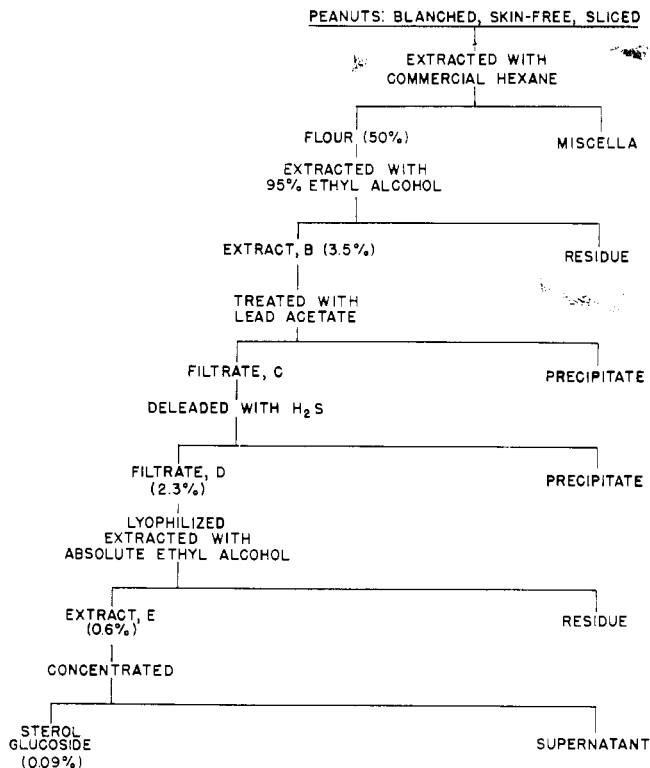 PEANUTS: BLANCHED, SKIN-FREE, SLICED
EXTRACTED WITH
COMMERCIAL HEXANE
FLOUR (50%)
MISCELLA
EXTRACTED WITH
95% ETHYL ALCOHOL
EXTRACT, B (3.5%)
RESIDUE
TREATED WITH
LEAD ACETATE
FILTRATE, C
PRECIPITATE
DELEADED WITH H₂S
FILTRATE, D
(2.3%)
PRECIPITATE
LYOPHILIZED
EXTRACTED WITH
ABSOLUTE ETHYL ALCOHOL
EXTRACT, E
(0.6%)
RESIDUE
CONCENTRATED
STEROL
GLUCOSIDE
(0.09%)
SUPERNATANT